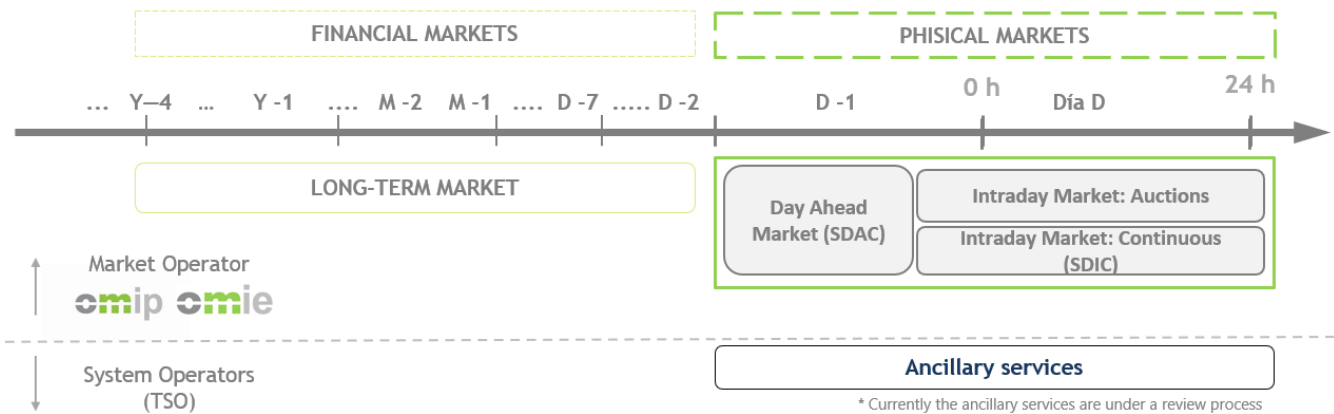 FINANCIAL MARKETS
PHISICAL MARKETS
... Y—4 ... Y -1 .... M -2 M -1 .... D -7 ..... D -2 D -1 0 h Día D 24 h
LONG-TERM MARKET
Day Ahead
Market (SDAC)
Intraday Market: Auctions
Intraday Market: Continuous
(SDIC)
Market Operator
omip omie
System Operators
(TSO)
Ancillary services
* Currently the ancillary services are under a review process